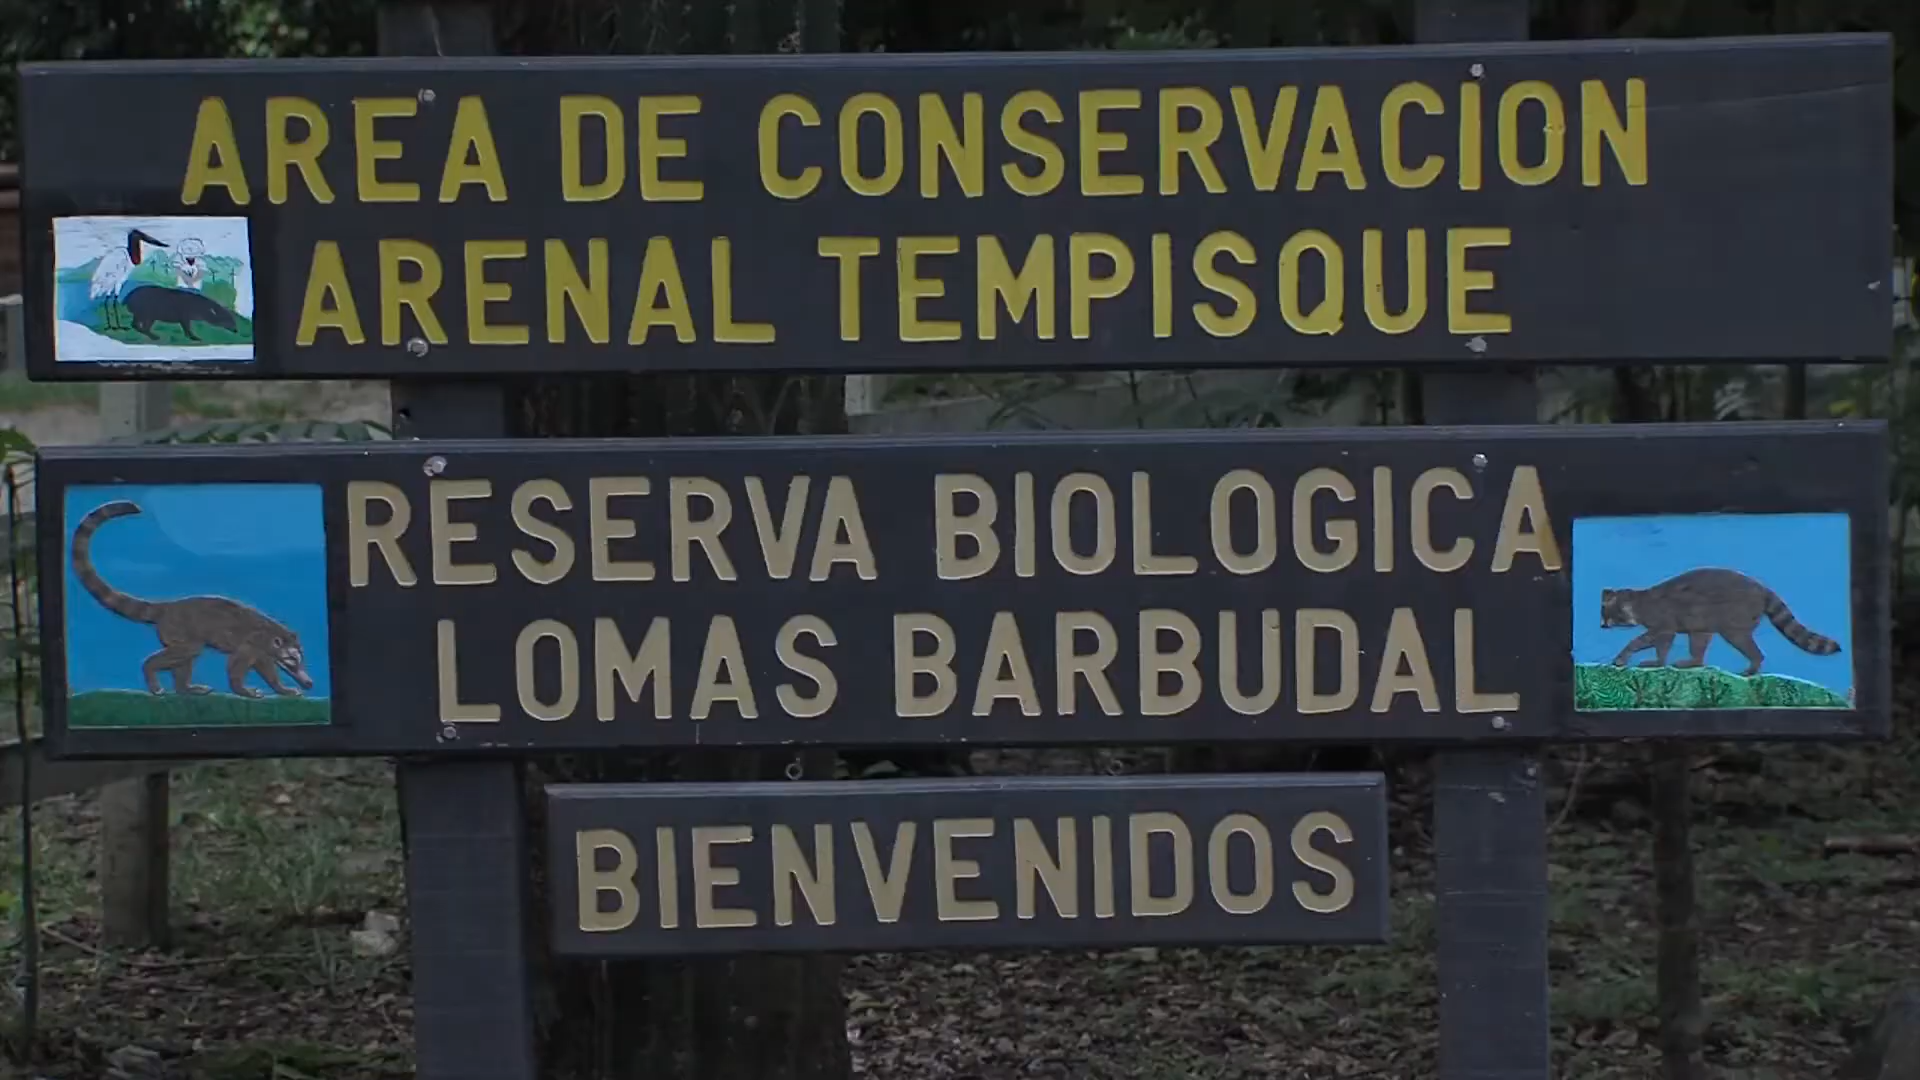 AREA DE CONSERVACION
ARENAL TEMPISQUE
RESERVA BIOLOGICA
LOMAS BARBUDAL
BIENVENIDOS